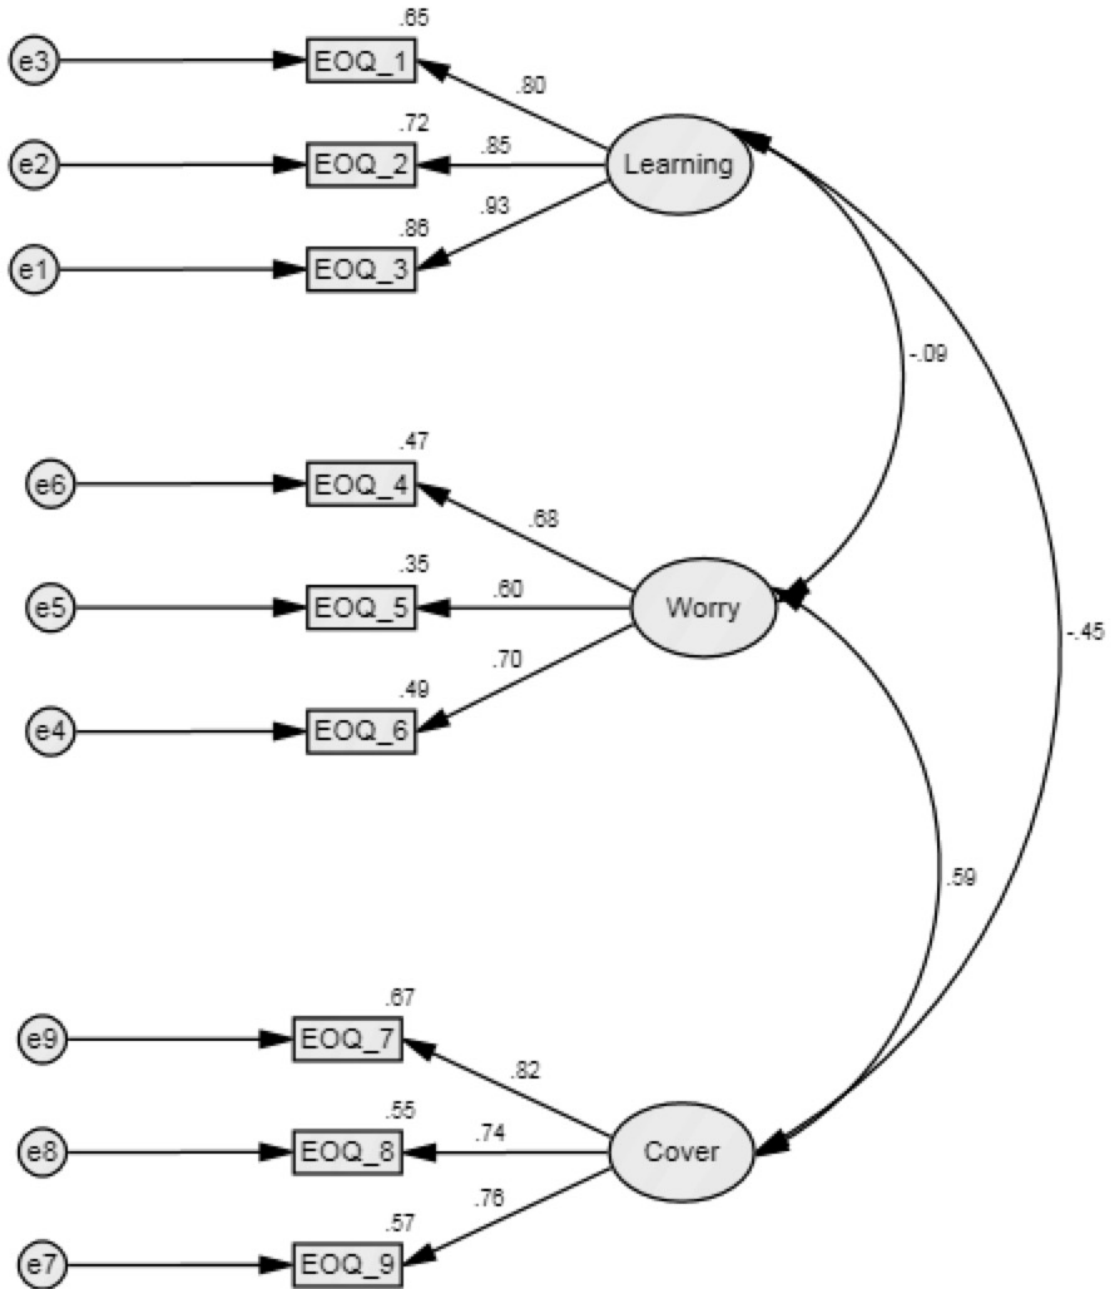 .65
e3 EOQ_1
.80
.72
e2 EOQ_2 .85 Learning
.93
.86
e1 EOQ_3
-.09
.47
e6 EOQ_4
.68
.35
e5 EOQ_5 .60 Worry
-.45
.70
.49
e4 EOQ_6
.59
.67
e9 EOQ_7
.82
.55
e8 EOQ_8 .74 Cover
.76
.57
e7 EOQ_9